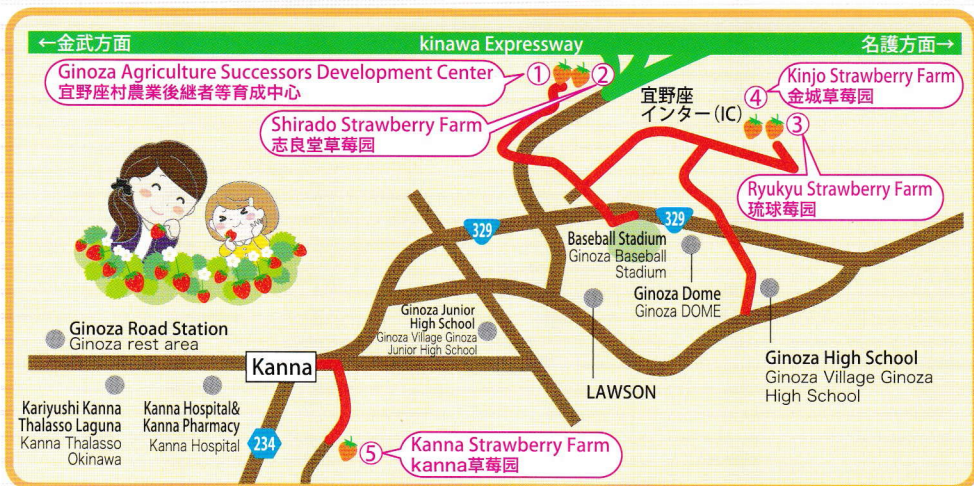 ←金武方面
kinawa Expressway
名護方面→
Ginoza Agriculture Successors Development Center
宜野座村農業後継者等育成中心
①
②
Shirado Strawberry Farm
志良堂草莓园
宜野座
インター(IC)
④
Kinjo Strawberry Farm
金城草莓园
③
Ryukyu Strawberry Farm
琉球莓园
329
329
Baseball Stadium
Ginoza Baseball
Stadium
Ginoza Dome
Ginoza DOME
Ginoza Junior
High School
Ginoza Village Ginoza
Junior High School
Ginoza Road Station
Ginoza rest area
Kanna
LAWSON
Ginoza High School
Ginoza Village Ginoza
High School
Kariyushi Kanna
Thalasso Laguna
Kanna Thalasso
Okinawa
Kanna Hospital&
Kanna Pharmacy
Kanna Hospital
234
⑤
Kanna Strawberry Farm
kanna草莓园